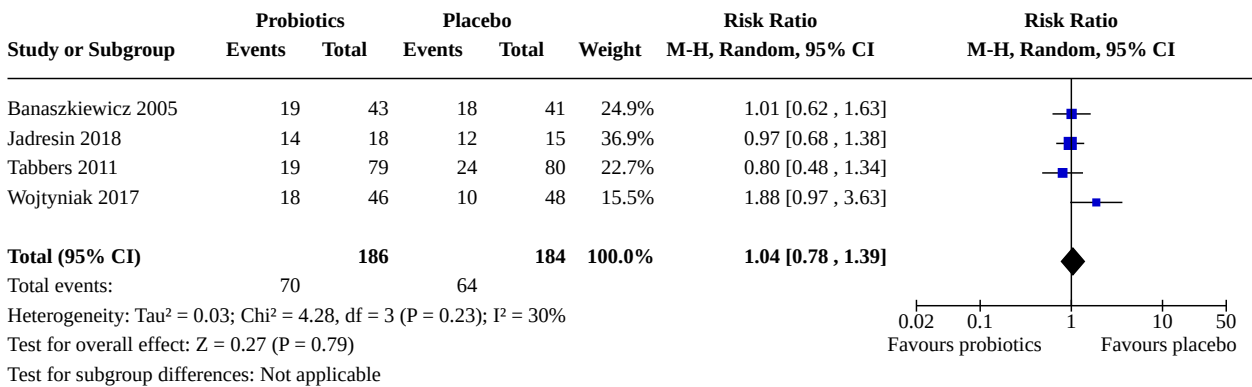 Probiotics Placebo Risk Ratio Risk Ratio
Study or Subgroup Events Total Events Total Weight M-H, Random, 95% CI M-H, Random, 95% CI
Banaszkiewicz 2005 19 43 18 41 24.9% 1.01 [0.62 , 1.63]
Jadresin 2018 14 18 12 15 36.9% 0.97 [0.68 , 1.38]
Tabbers 2011 19 79 24 80 22.7% 0.80 [0.48 , 1.34]
Wojtyniak 2017 18 46 10 48 15.5% 1.88 [0.97 , 3.63]
Total (95% CI) 186 184 100.0% 1.04 [0.78 , 1.39]
Total events: 70 64
Heterogeneity: Tau² = 0.03; Chi² = 4.28, df = 3 (P = 0.23); I² = 30%
0.02 0.1 1 10 50
Test for overall effect: Z = 0.27 (P = 0.79)
Favours probiotics Favours placebo
Test for subgroup differences: Not applicable